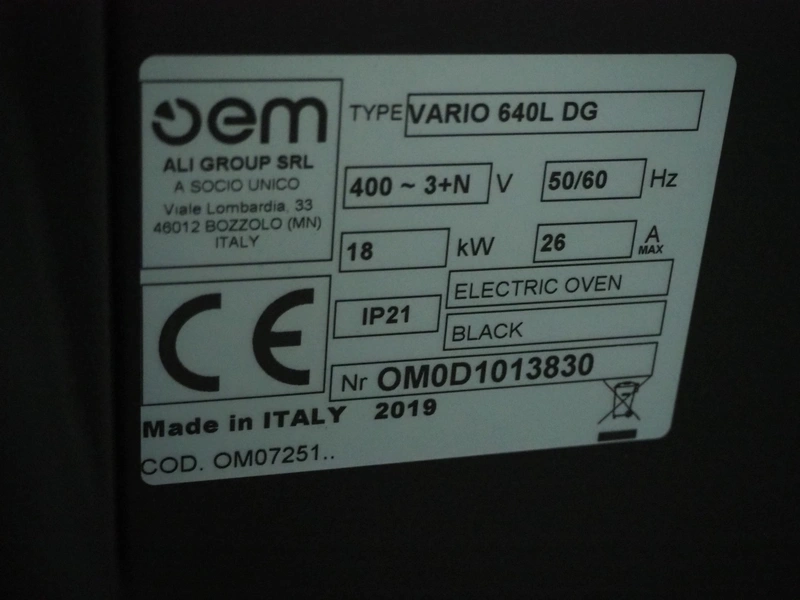 oem
ALI GROUP SRL
A SOCIO UNICO
Viale Lombardia, 33
46012 BOZZOLO (MN)
ITALY
TYPE VARIO 640L DG
400 ~ 3+N V 50/60 Hz
18 kW 26 A MAX
CE
IP21
ELECTRIC OVEN
BLACK
Nr OM0D1013830
Made in ITALY 2019
COD. OM07251..